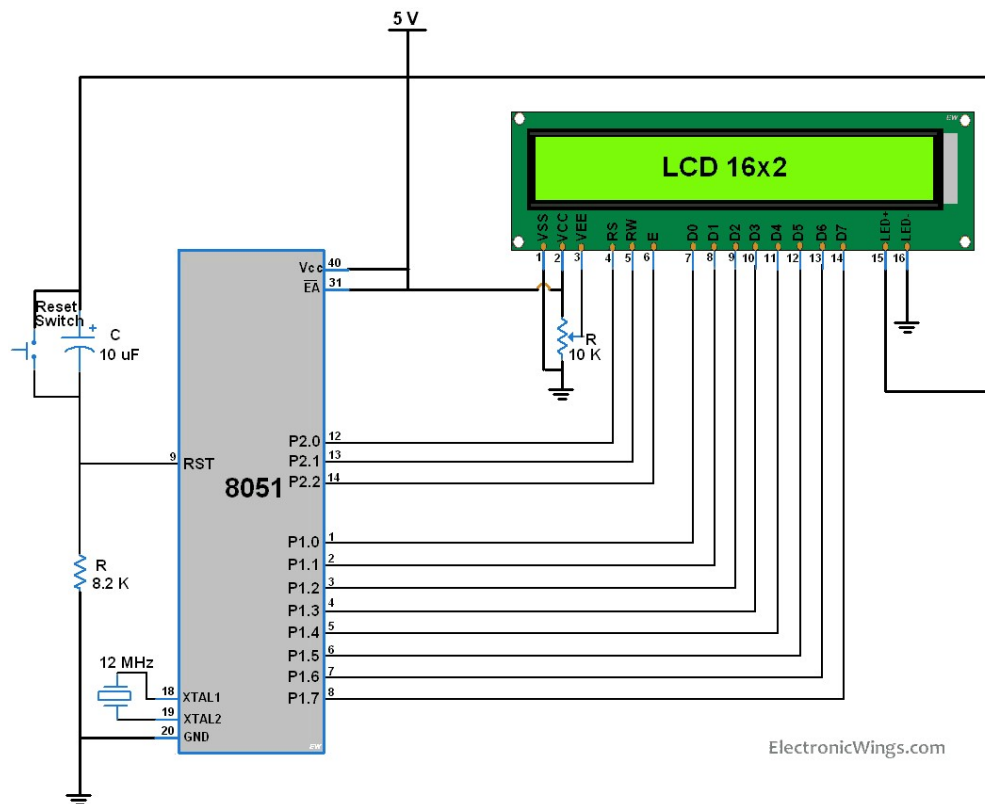 5 V
EW
LCD 16x2
VSS VCC VEE RS RW E D0 D1 D2 D3 D4 D5 D6 D7 LED+ LED-
1 2 3 4 5 6 7 8 9 10 11 12 13 14 15 16
Vcc 40
EA 31
Reset
Switch
+
C
10 uF
R
10 K
P2.0 12
9 RST
P2.1 13
8051
P2.2 14
P1.0 1
P1.1 2
R
8.2 K
P1.2 3
P1.3 4
P1.4 5
P1.5 6
12 MHz
P1.6 7
18 XTAL1
P1.7 8
19 XTAL2
20 GND
EW
ElectronicWings.com